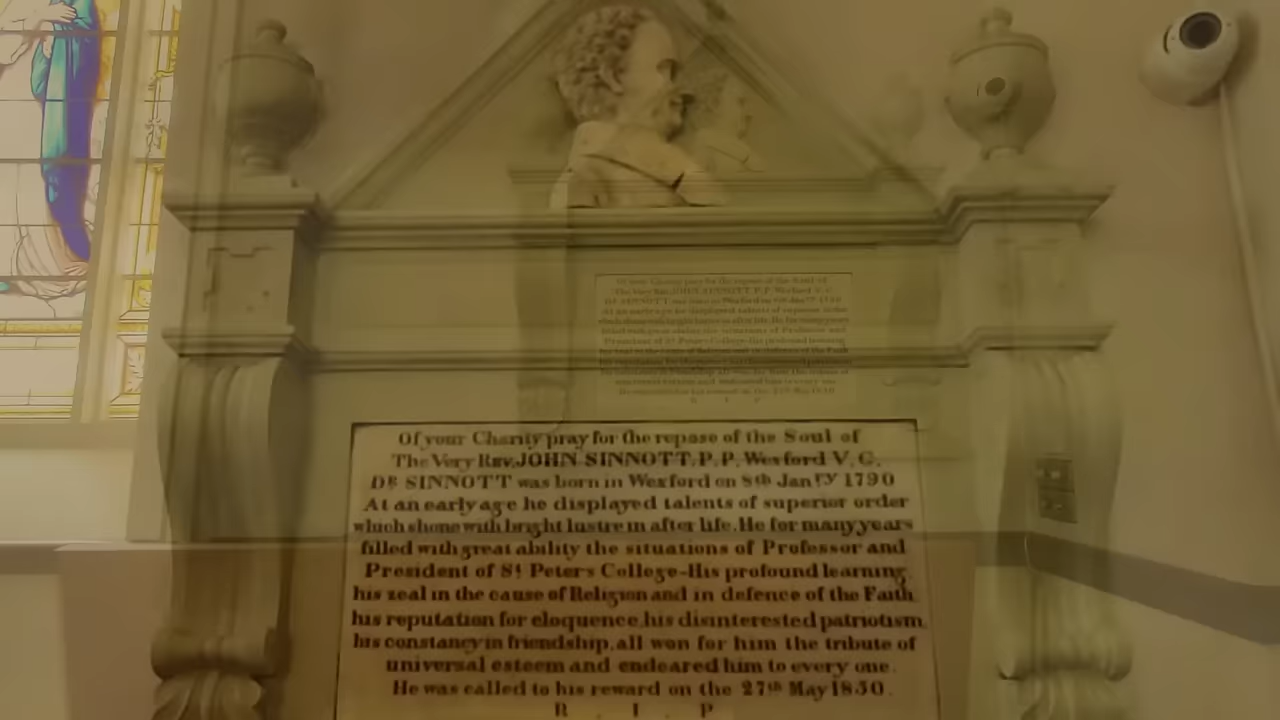 Of your Charity pray for the repose of the Soul of
The Very Rev. JOHN SINNOTT, P. P. Wexford V. G.
DR SINNOTT was born in Wexford on 8th Janry 1790
At an early age he displayed talents of superior order
which shone with bright lustre in after life. He for many years
filled with great ability the situations of Professor and
President of St Peters College-His profound learning
his zeal in the cause of Religion and in defence of the Faith
his reputation for eloquence, his disinterested patriotism,
his constancy in friendship, all won for him the tribute of
universal esteem and endeared him to every one.
He was called to his reward on the 27th May 1850.
R . I . P